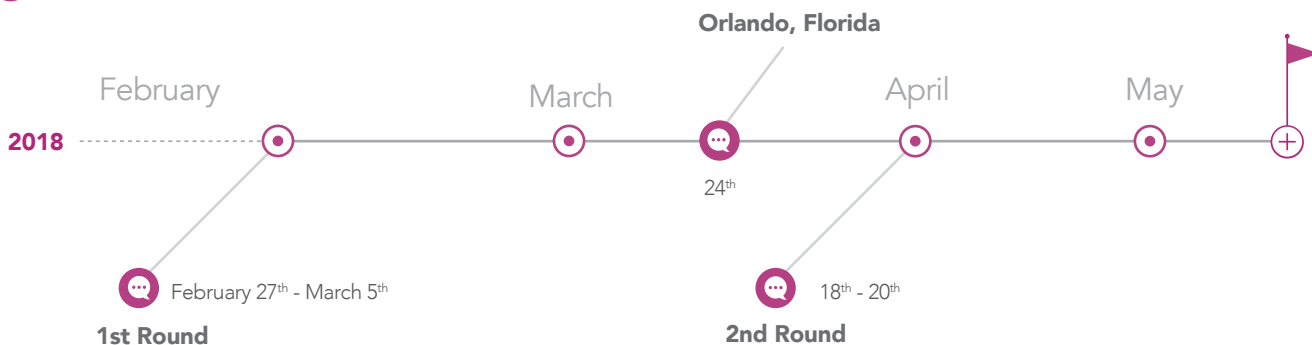 Orlando, Florida
February
March
April
May
2018
24th
February 27th - March 5th
18th - 20th
1st Round
2nd Round